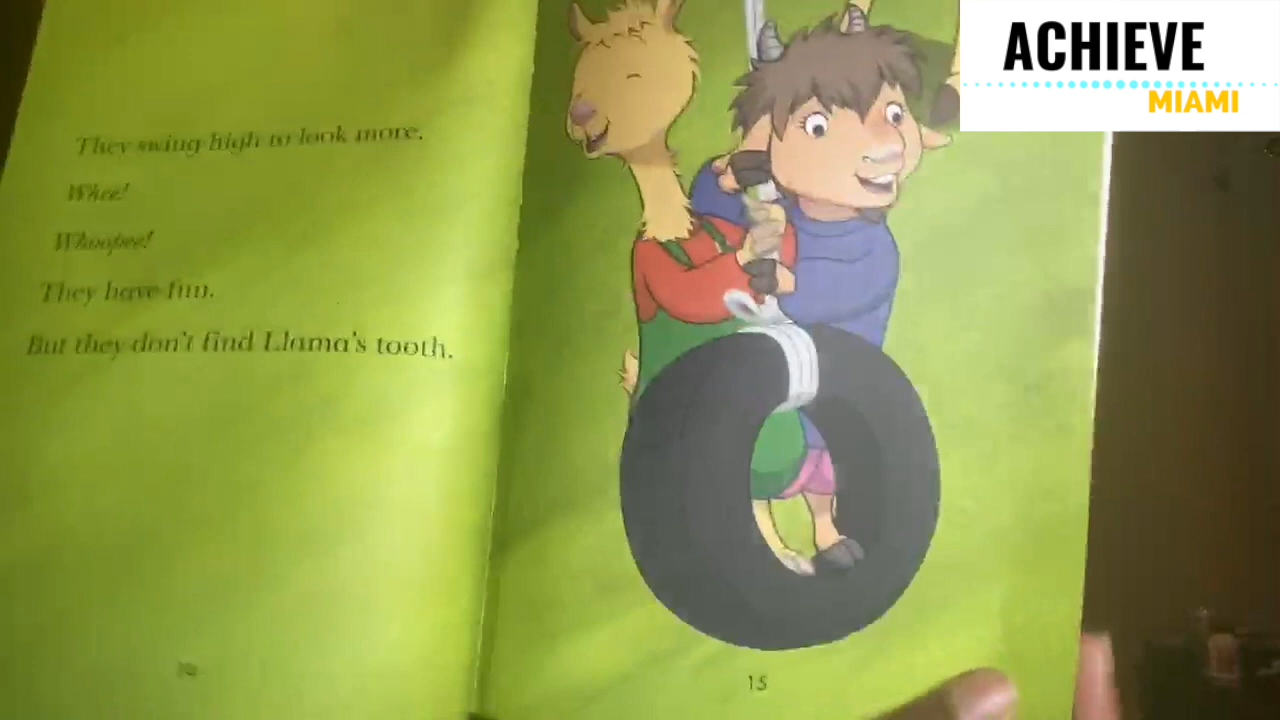 They swing high to look more.
Whee!
Whoopee!
They have fun.
But they don't find Llama's tooth.
15
ACHIEVE
MIAMI